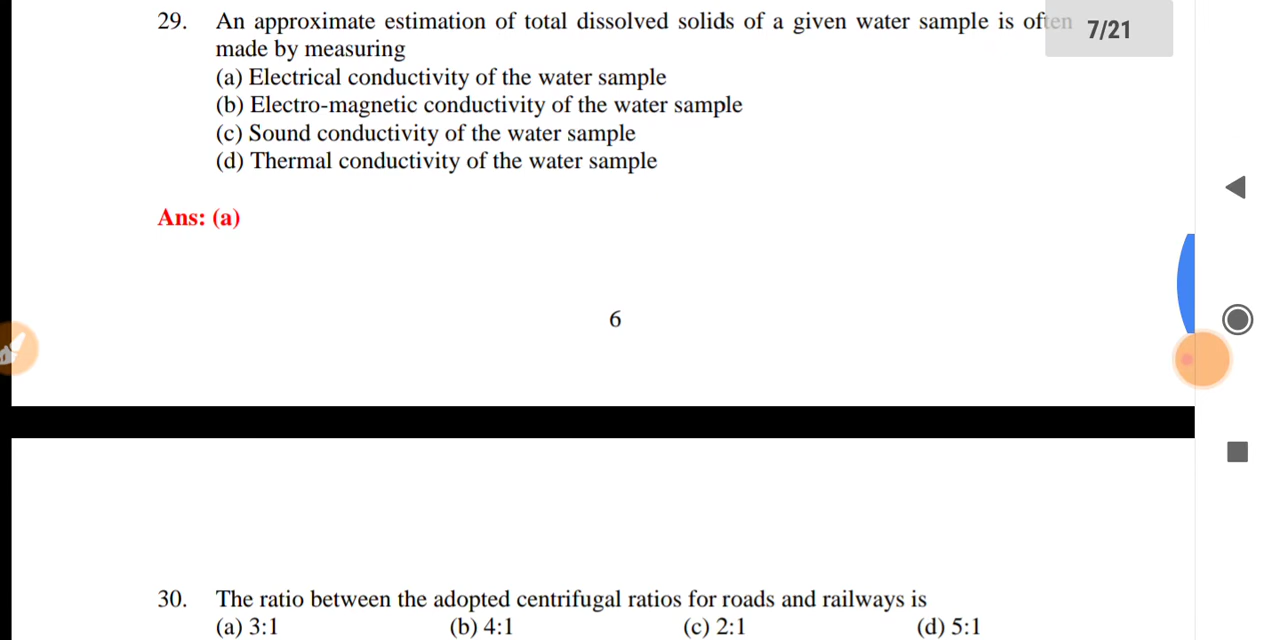 29. An approximate estimation of total dissolved solids of a given water sample is often
7/21
made by measuring
(a) Electrical conductivity of the water sample
(b) Electro-magnetic conductivity of the water sample
(c) Sound conductivity of the water sample
(d) Thermal conductivity of the water sample
Ans: (a)
6
30. The ratio between the adopted centrifugal ratios for roads and railways is
(a) 3:1 (b) 4:1 (c) 2:1 (d) 5:1